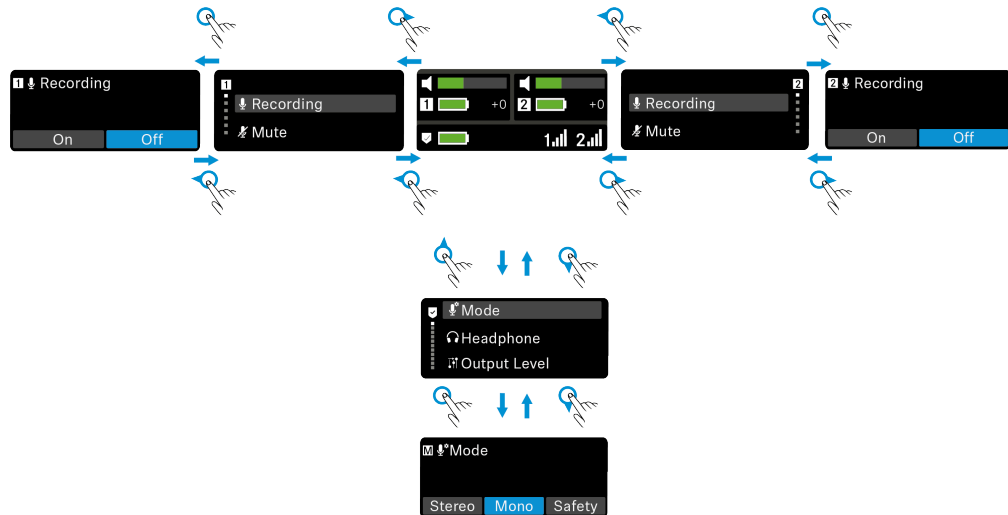 1 Recording
On Off
1
Recording
Mute
1 +0
2 +0
1 2
2
Recording
Mute
2 Recording
On Off
Mode
Headphone
Output Level
M Mode
Stereo Mono Safety